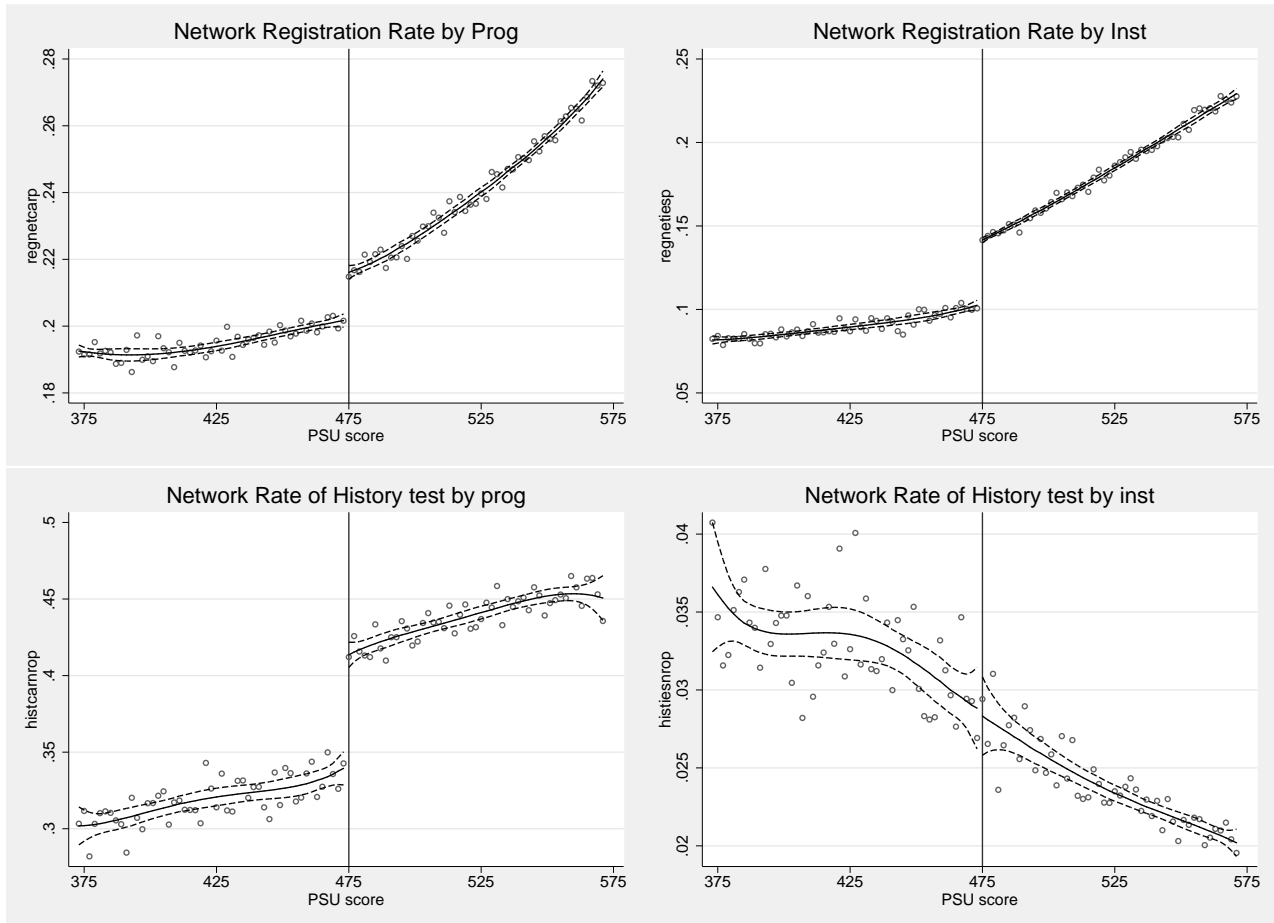 Network Registration Rate by Prog
regnetcarp
.28
.26
.24
.22
.2
.18
375 425 475 525 575
PSU score
Network Registration Rate by Inst
regnetiesp
.25
.2
.15
.1
.05
375 425 475 525 575
PSU score
Network Rate of History test by prog
histcarnrop
.5
.45
.4
.35
.3
375 425 475 525 575
PSU score
Network Rate of History test by inst
histiesnrop
.04
.035
.03
.025
.02
375 425 475 525 575
PSU score